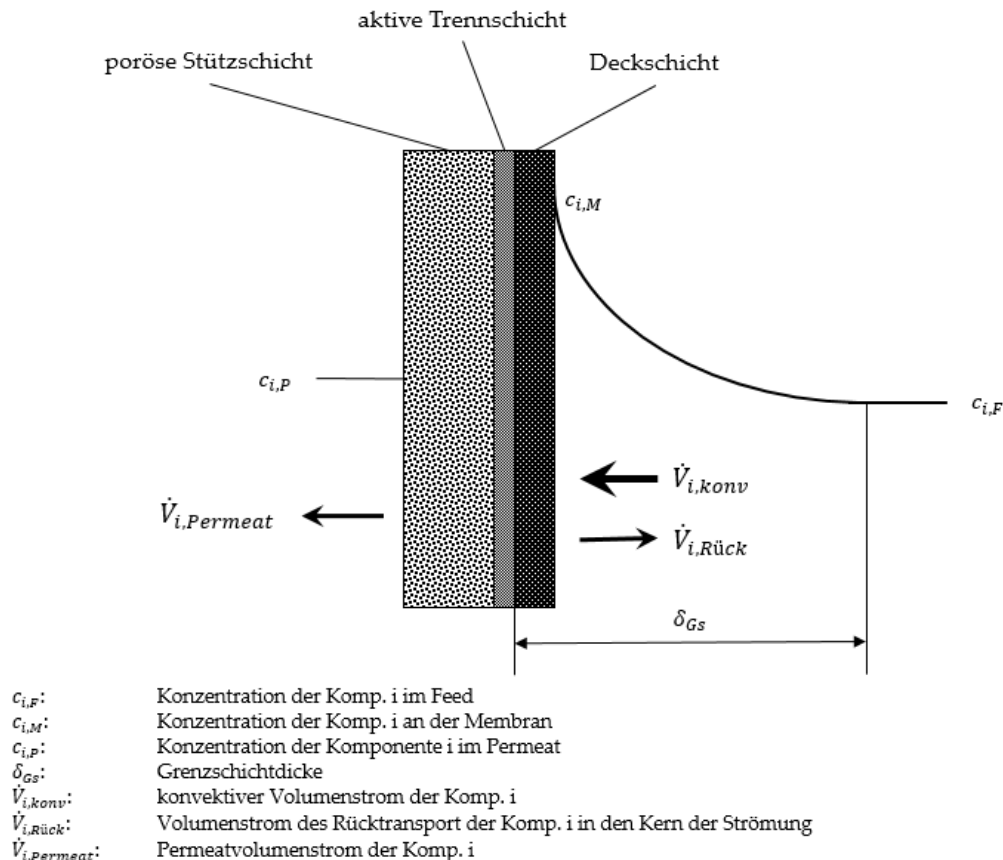 aktive Trennschicht
poröse Stützschicht
Deckschicht
c_{i,M}
c_{i,P}
c_{i,F}
V̇_{i,konv}
V̇_{i,Permeat}
V̇_{i,Rück}
δ_{Gs}
c_{i,F}: Konzentration der Komp. i im Feed
c_{i,M}: Konzentration der Komp. i an der Membran
c_{i,P}: Konzentration der Komponente i im Permeat
δ_{Gs}: Grenzschichtdicke
V̇_{i,konv}: konvektiver Volumenstrom der Komp. i
V̇_{i,Rück}: Volumenstrom des Rücktransport der Komp. i in den Kern der Strömung
V̇_{i,Permeat}: Permeatvolumenstrom der Komp. i